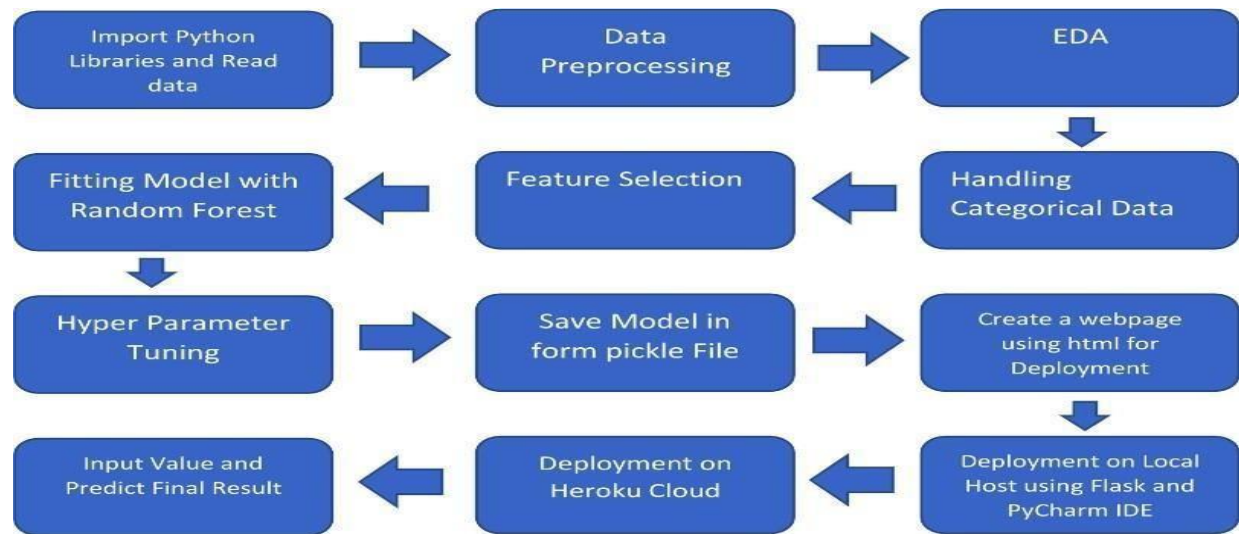 Import Python
Libraries and Read
data
Data
Preprocessing
EDA
Handling
Categorical Data
Feature Selection
Fitting Model with
Random Forest
Hyper Parameter
Tuning
Save Model in
form pickle File
Create a webpage
using html for
Deployment
Deployment on Local
Host using Flask and
PyCharm IDE
Deployment on
Heroku Cloud
Input Value and
Predict Final Result